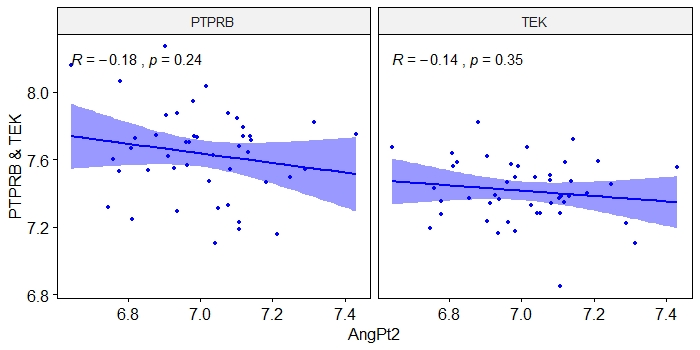 PTPRB TEK
R = −0.18 , p = 0.24 R = −0.14 , p = 0.35
8.0
7.6
7.2
6.8
PTPRB & TEK
6.8 7.0 7.2 7.4 6.8 7.0 7.2 7.4
AngPt2